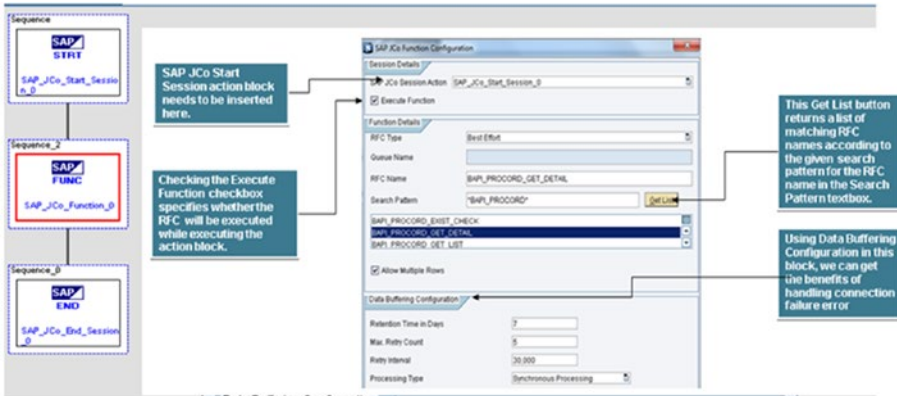 Sequence
SAP
STRT
SAP_JCo_Start_Sessio
n_0
Sequence_2
SAP
FUNC
SAP_JCo_Function_0
Sequence_0
SAP
END
SAP_JCo_End_Session
_0
SAP JCo Start
Session action block
needs to be inserted
here.
Checking the Execute
Function checkbox
specifies whether the
RFC will be executed
while executing the
action block.
SAP JCo Function Configuration
Session Details
SAP JCo Session Action SAP_JCo_Start_Session_0
Execute Function
Function Details
RFC Type Best Effort
Queue Name
RFC Name BAPI_PROCORD_GET_DETAIL
Search Pattern *BAPI_PROCORD* Get List
BAPI_PROCORD_EXIST_CHECK
BAPI_PROCORD_GET_DETAIL
BAPI_PROCORD_GET_LIST
Allow Multiple Rows
Data Buffering Configuration
Retention Time in Days 7
Max. Retry Count 5
Retry Interval 30,000
Processing Type Synchronous Processing
This Get List button
returns a list of
matching RFC
names according to
the given search
pattern for the RFC
name in the Search
Pattern textbox.
Using Data Buffering
Configuration in this
block, we can get
the benefits of
handling connection
failure error